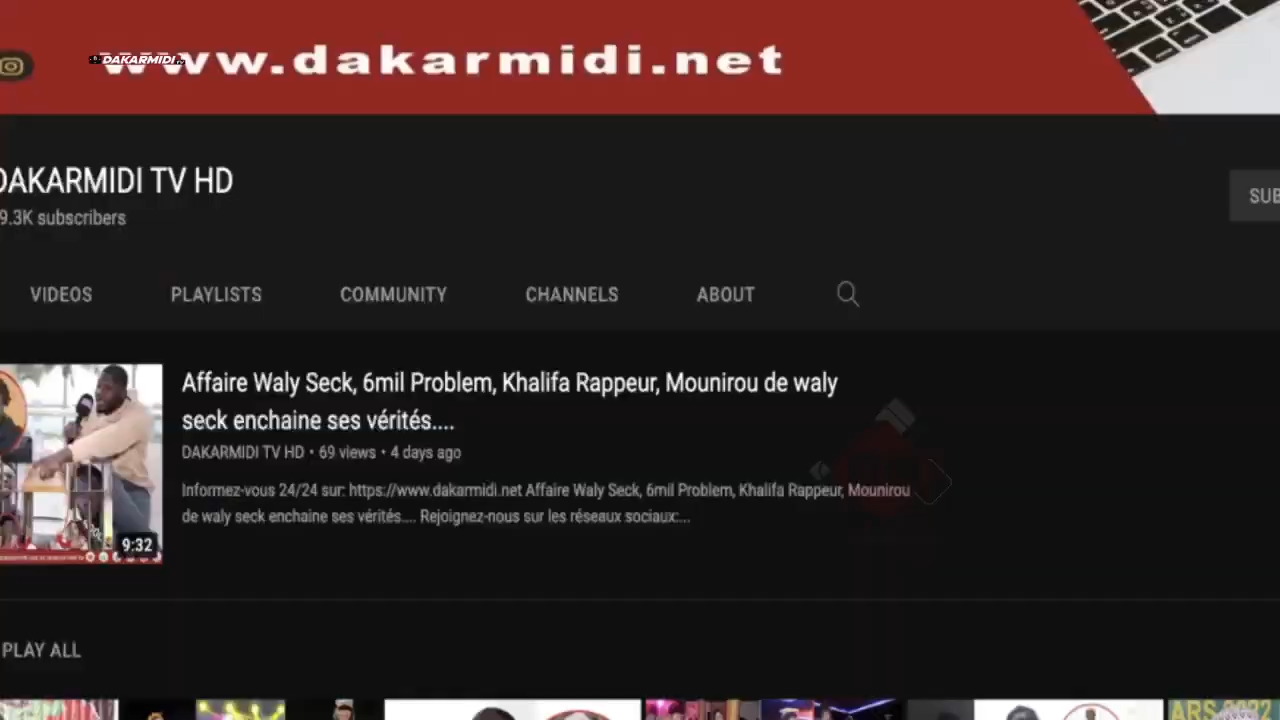 www.dakarmidi.net
DAKARMIDI
DAKARMIDI TV HD
9.3K subscribers
SUB
VIDEOS
PLAYLISTS
COMMUNITY
CHANNELS
ABOUT
Affaire Waly Seck, 6mil Problem, Khalifa Rappeur, Mounirou de waly
seck enchaine ses vérités....
DAKARMIDI TV HD • 69 views • 4 days ago
Informez-vous 24/24 sur: https://www.dakarmidi.net Affaire Waly Seck, 6mil Problem, Khalifa Rappeur, Mounirou
de waly seck enchaine ses vérités.... Rejoignez-nous sur les réseaux sociaux:...
9:32
PLAY ALL
ARS 2022